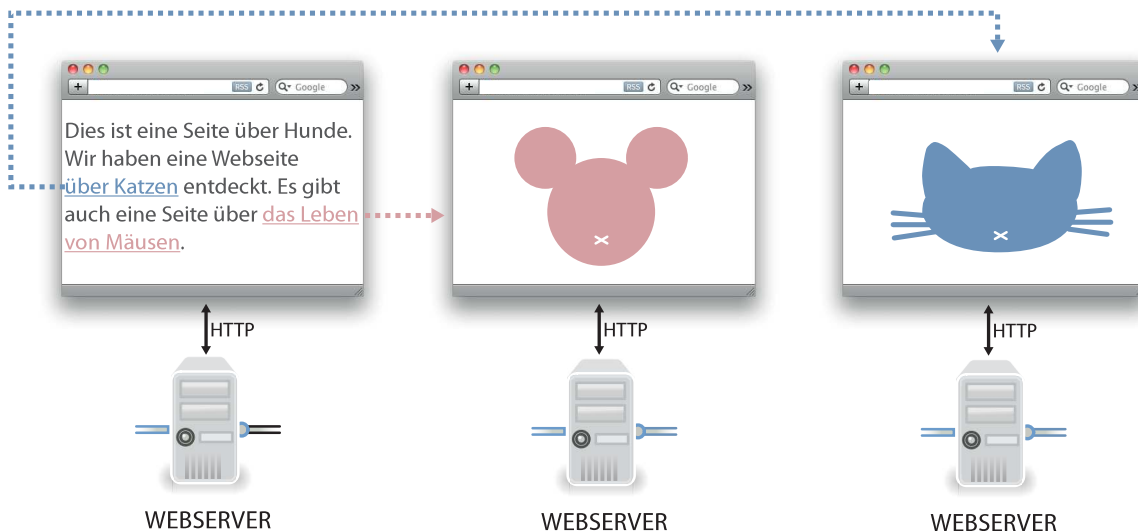 RSS
Google
RSS
Google
RSS
Google
Dies ist eine Seite über Hunde.
Wir haben eine Webseite
über Katzen entdeckt. Es gibt
auch eine Seite über das Leben
von Mäusen.
HTTP
HTTP
HTTP
WEBSERVER
WEBSERVER
WEBSERVER